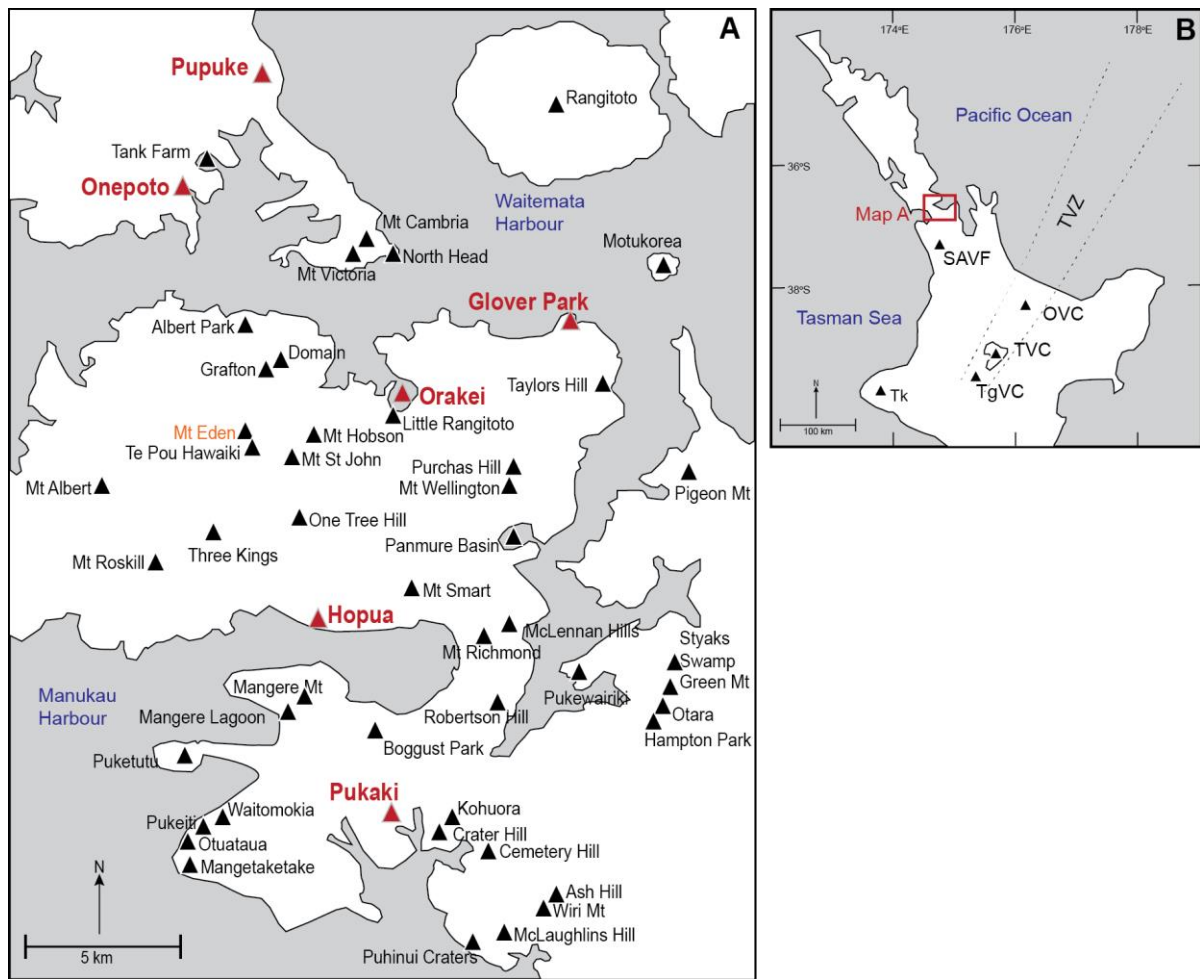 A
Pupuke
Rangitoto
Tank Farm
Onepoto
Waitemata
Harbour
Mt Cambria
Mt Victoria
North Head
Motukorea
Glover Park
Albert Park
Domain
Grafton
Taylors Hill
Orakei
Little Rangitoto
Mt Eden
Mt Hobson
Te Pou Hawaiki
Mt St John
Purchas Hill
Mt Wellington
Pigeon Mt
Mt Albert
One Tree Hill
Three Kings
Panmure Basin
Mt Roskill
Mt Smart
Hopua
McLennan Hills
Mt Richmond
Styaks
Swamp
Green Mt
Pukewairiki
Otara
Hampton Park
Manukau
Harbour
Mangere Mt
Mangere Lagoon
Robertson Hill
Boggust Park
Puketutu
Pukaki
Waitomokia
Pukeiti
Otuataua
Mangetaketake
Kohuora
Crater Hill
Cemetery Hill
Ash Hill
Wiri Mt
McLaughlins Hill
Puhinui Craters
N
5 km
174°E
176°E
178°E
B
Pacific Ocean
36°S
Map A
TVZ
SAVF
38°S
Tasman Sea
OVC
TVC
TgVC
Tk
N
100 km